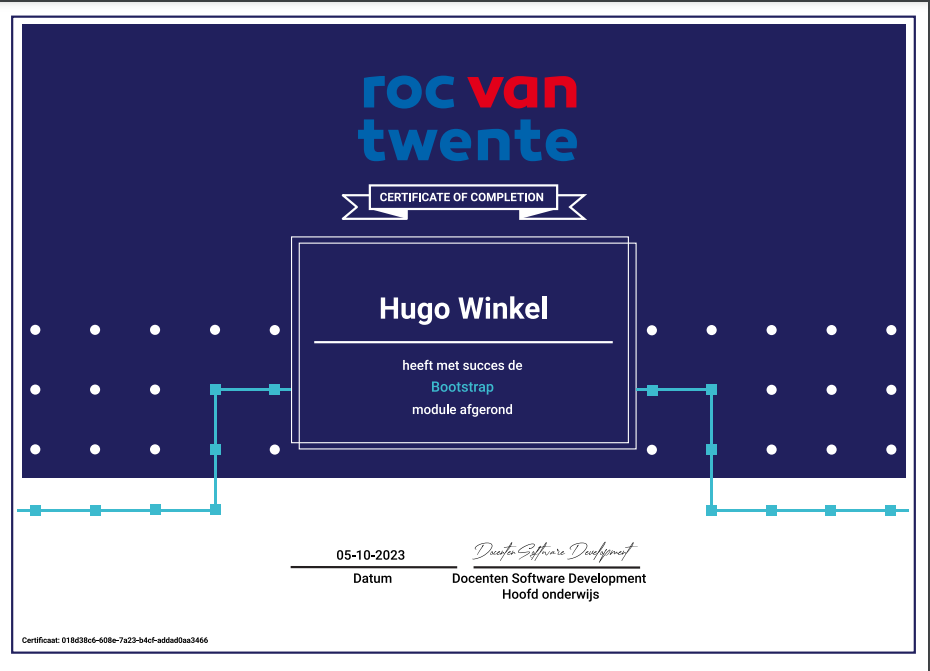 roc van
twente
CERTIFICATE OF COMPLETION
Hugo Winkel
heeft met succes de
Bootstrap
module afgerond
05-10-2023
Datum
Docenten Software Development
Docenten Software Development
Hoofd onderwijs
Certificaat: 018d38c6-608e-7a23-b4cf-addad0aa3466